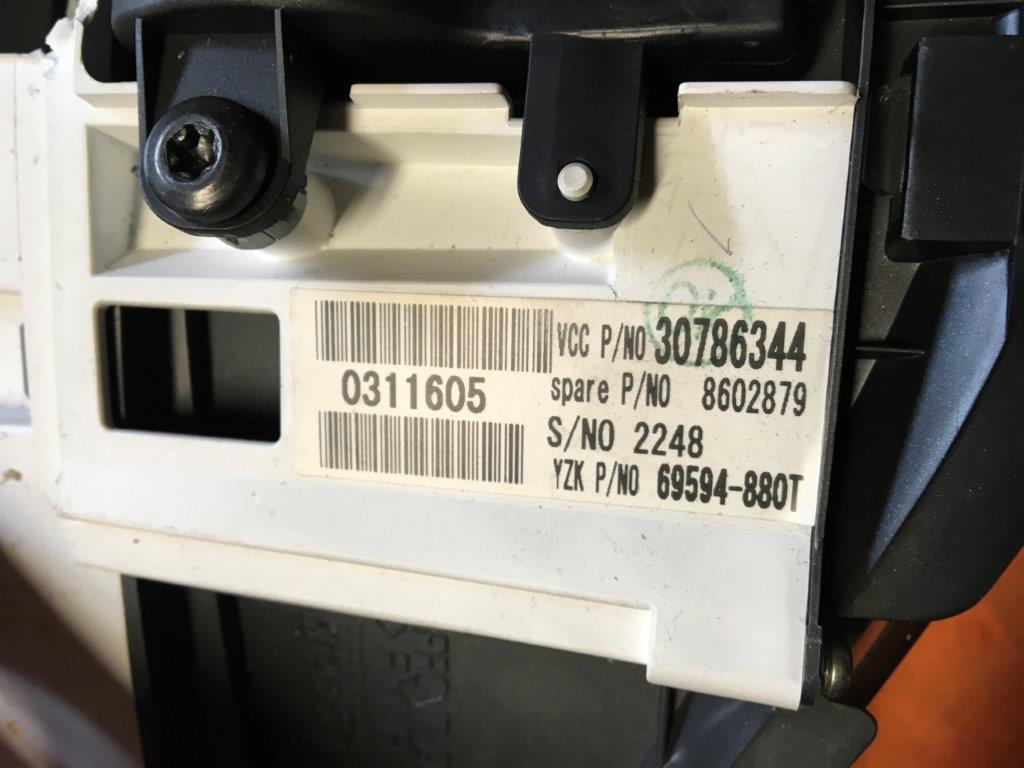 VCC P/NO 30786344
0311605
spare P/NO 8602879
S/NO 2248
YZK P/NO 69594-880T